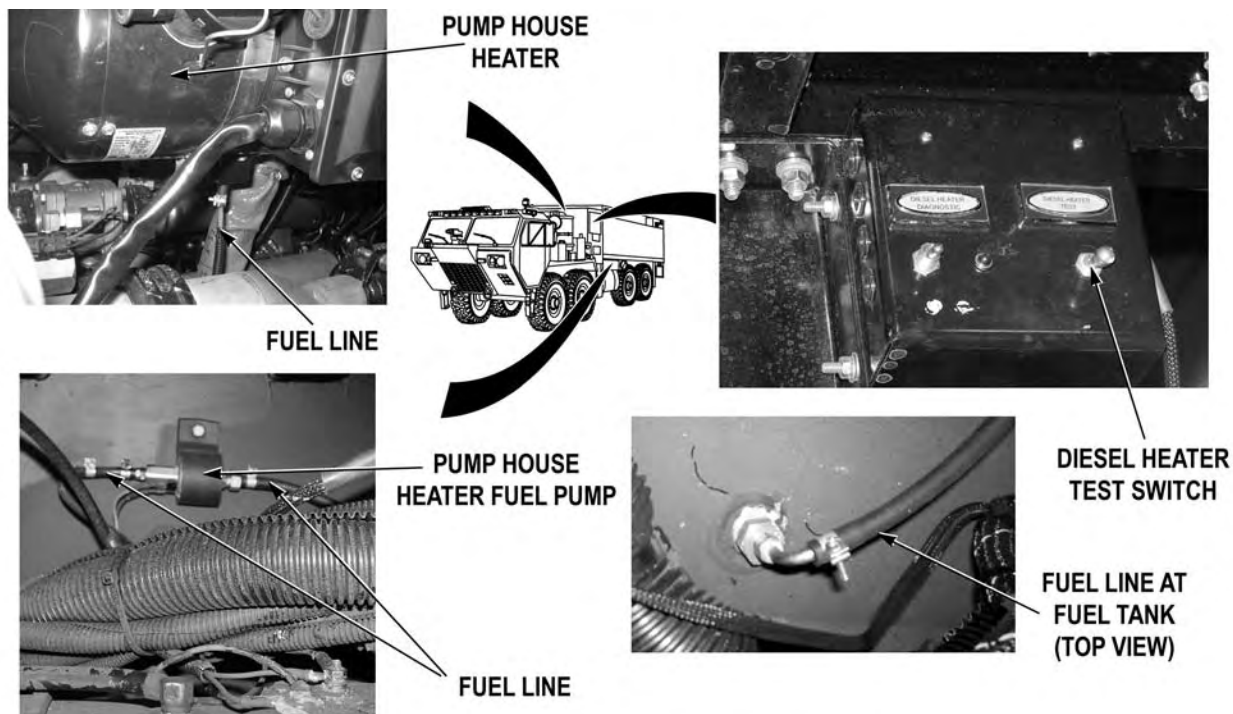 PUMP HOUSE
HEATER
FUEL LINE
DIESEL HEATER
DIAGNOSTIC
DIESEL HEATER
TEST
DIESEL HEATER
TEST SWITCH
PUMP HOUSE
HEATER FUEL PUMP
FUEL LINE
FUEL LINE AT
FUEL TANK
(TOP VIEW)